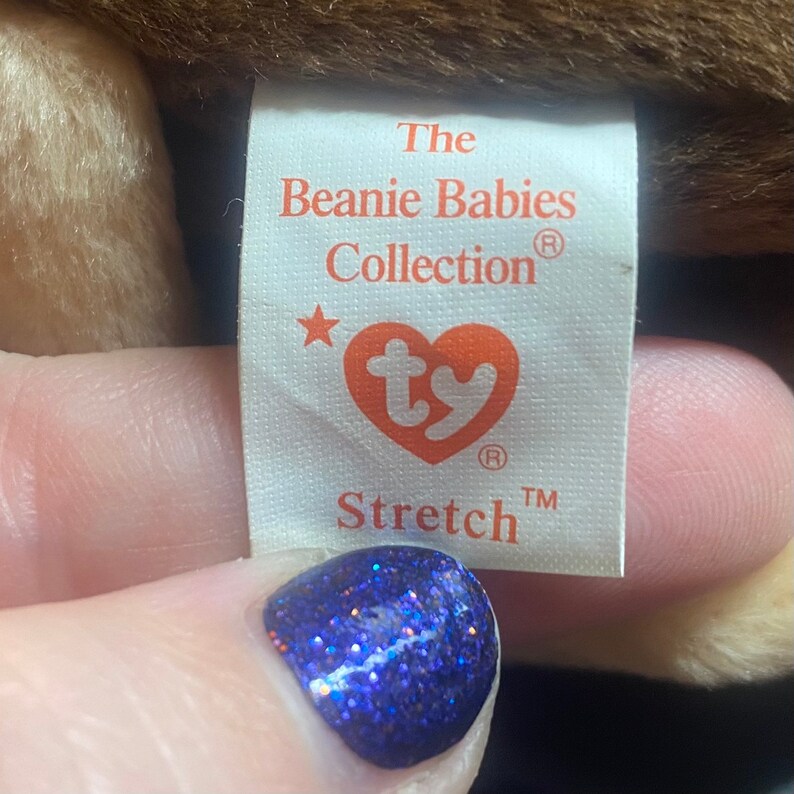 The
Beanie Babies
Collection®
ty
®
Stretch™